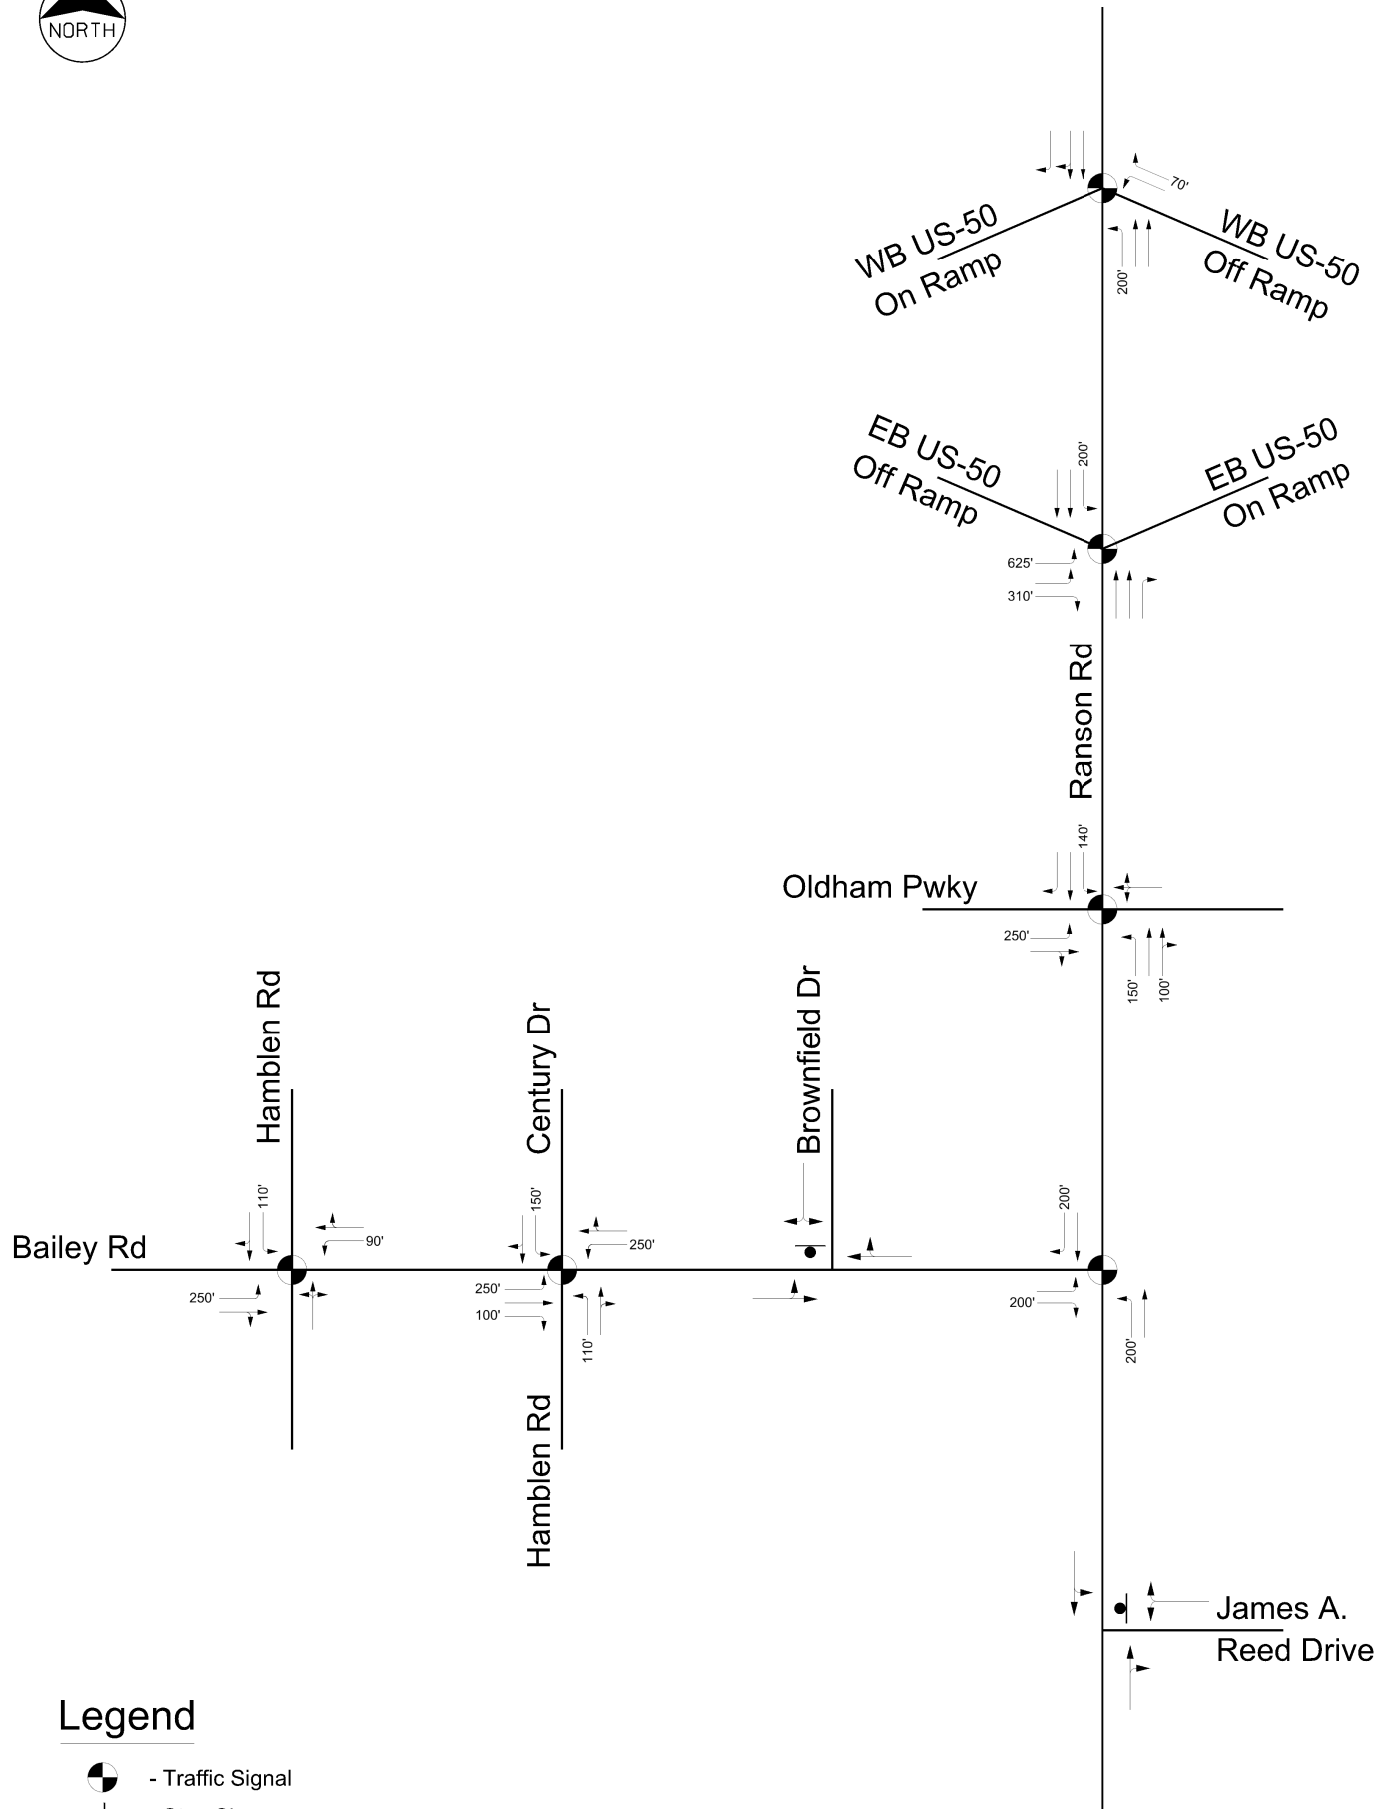 NORTH
70'
WB US-50
On Ramp
WB US-50
Off Ramp
200'
EB US-50
Off Ramp
200'
EB US-50
On Ramp
625'
310'
Ranson Rd
140'
Oldham Pwky
250'
150'
100'
Hamblen Rd
Century Dr
Brownfield Dr
110'
150'
200'
Bailey Rd
90'
250'
250'
250'
100'
200'
110'
200'
Hamblen Rd
James A.
Reed Drive
Legend
- Traffic Signal